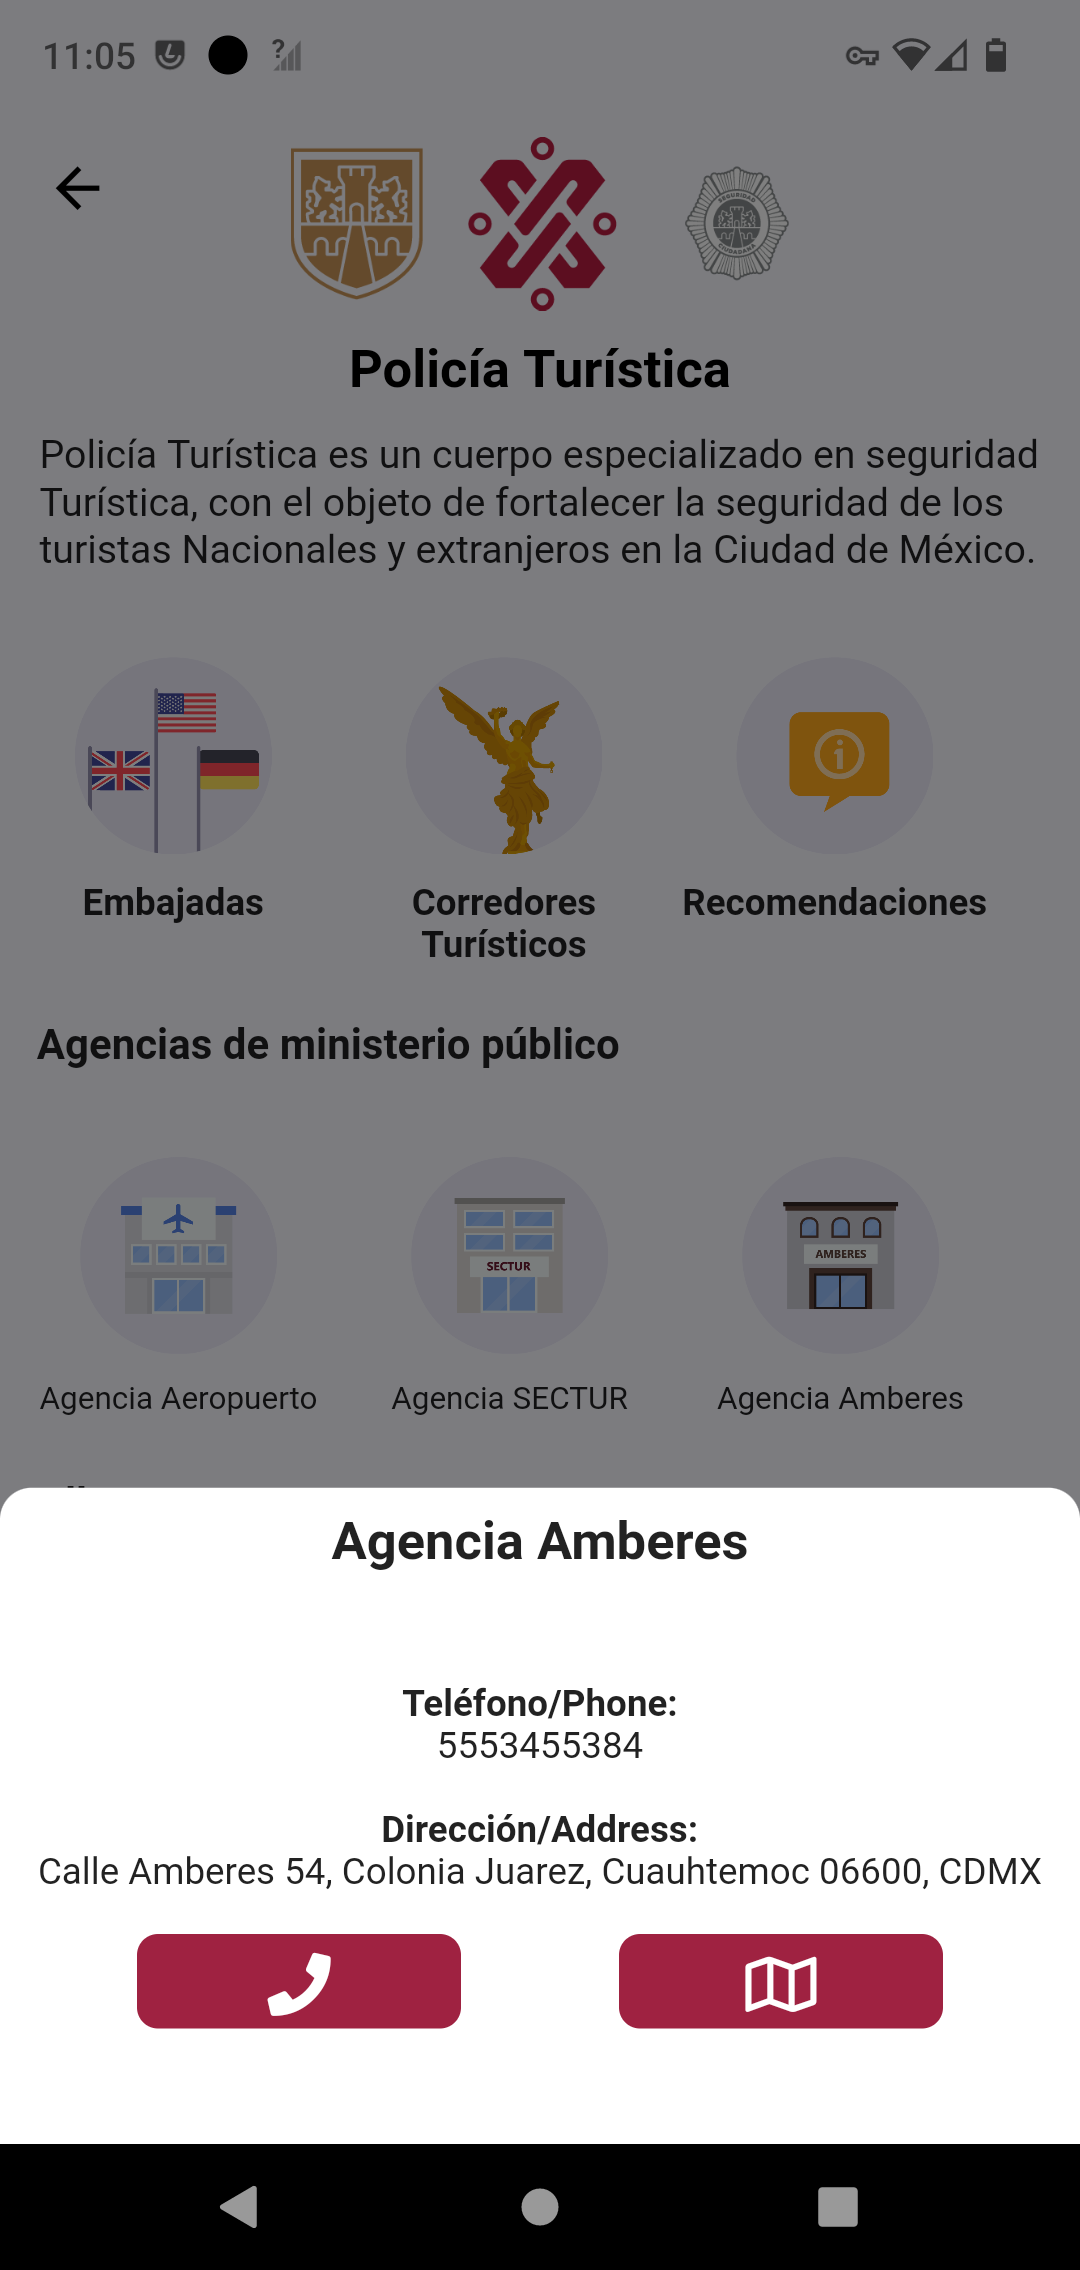 11:05
?
SEGURIDAD
CIUDADANA
Policía Turística
Policía Turística es un cuerpo especializado en seguridad
Turística, con el objeto de fortalecer la seguridad de los
turistas Nacionales y extranjeros en la Ciudad de México.
Embajadas
Corredores
Turísticos
Recomendaciones
Agencias de ministerio público
SECTUR
AMBERES
Agencia Aeropuerto
Agencia SECTUR
Agencia Amberes
Agencia Amberes
Teléfono/Phone:
5553455384
Dirección/Address:
Calle Amberes 54, Colonia Juarez, Cuauhtemoc 06600, CDMX